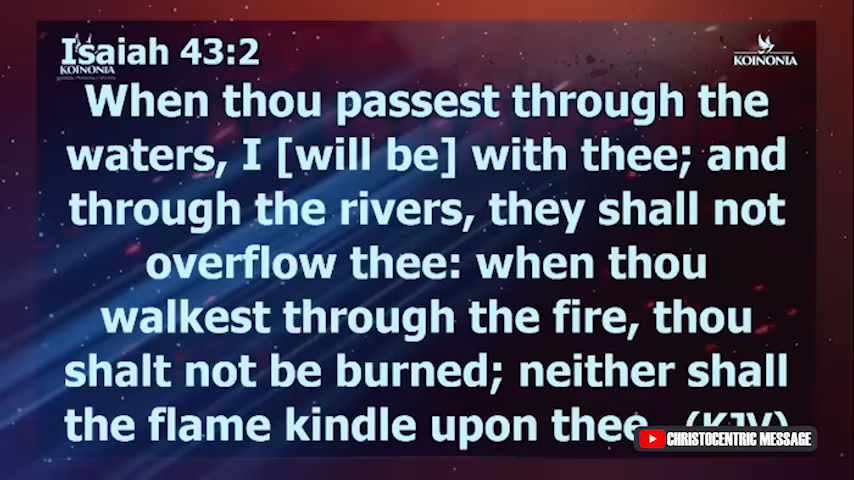 Isaiah 43:2
KOINONIA
KOINONIA
When thou passest through the
waters, I [will be] with thee; and
through the rivers, they shall not
overflow thee: when thou
walkest through the fire, thou
shalt not be burned; neither shall
the flame kindle upon thee. (KJV)
CHRISTOCENTRIC MESSAGE